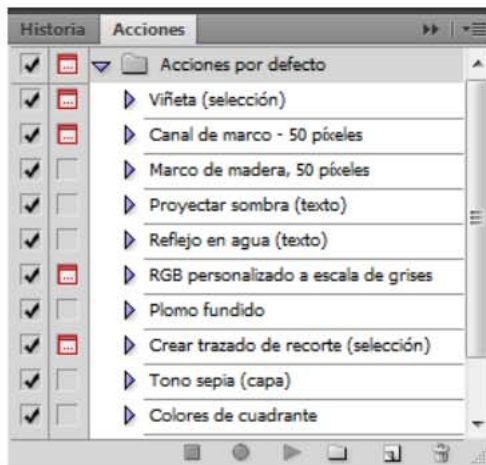 Historia Acciones
Acciones por defecto
Viñeta (selección)
Canal de marco - 50 píxeles
Marco de madera, 50 píxeles
Proyectar sombra (texto)
Reflejo en agua (texto)
RGB personalizado a escala de grises
Plomo fundido
Crear trazado de recorte (selección)
Tono sepia (capa)
Colores de cuadrante